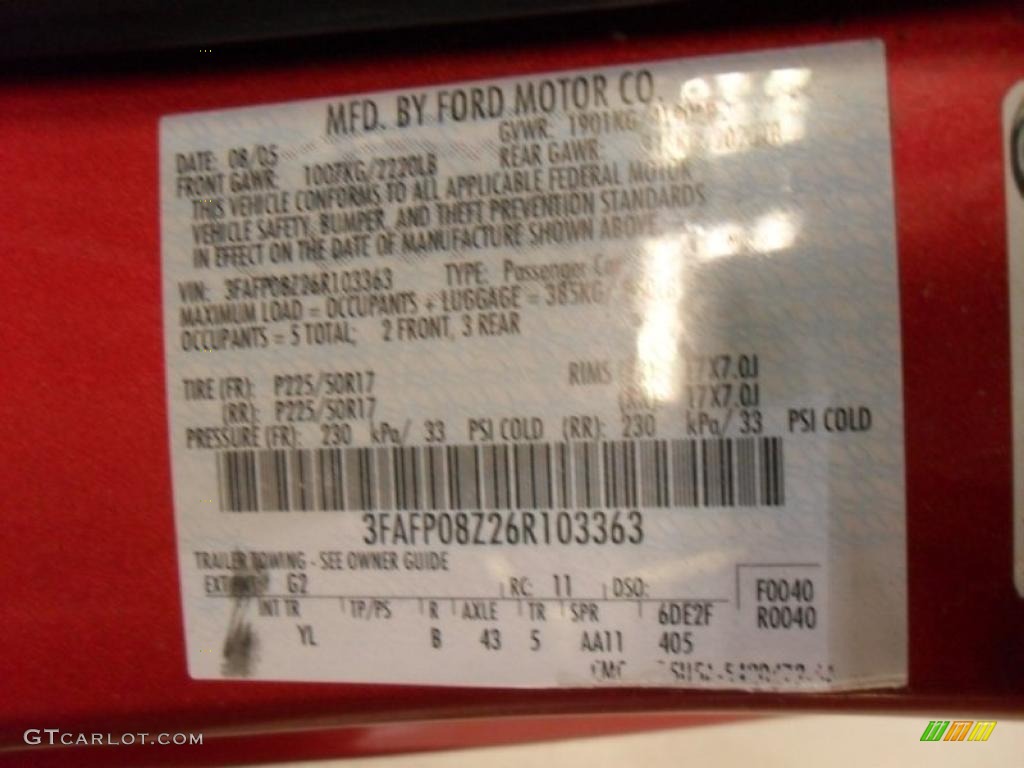 MFD. BY FORD MOTOR CO.
DATE: 08/05 GVWR: 1901KG
FRONT GAWR: 1007KG/2220LB REAR GAWR:
THIS VEHICLE CONFORMS TO ALL APPLICABLE FEDERAL MOTOR
VEHICLE SAFETY, BUMPER, AND THEFT PREVENTION STANDARDS
IN EFFECT ON THE DATE OF MANUFACTURE SHOWN ABOVE.
VIN: 3FAFP08Z26R103363 TYPE: Passenger Car
MAXIMUM LOAD = OCCUPANTS + LUGGAGE = 385KG/
OCCUPANTS = 5 TOTAL; 2 FRONT, 3 REAR
TIRE (FR): P225/50R17 RIMS 17X7.0J
(RR): P225/50R17 17X7.0J
PRESSURE (FR): 230 kPa/ 33 PSI COLD (RR): 230 kPa/ 33 PSI COLD
3FAFP08Z26R103363
TRAILER TOWING - SEE OWNER GUIDE
EXT PNT: G2 RC: 11 DSO: F0040
INT TR TP/PS R AXLE TR SPR 6DE2F R0040
YL B 43 5 AA11 405
GTCARLOT.COM